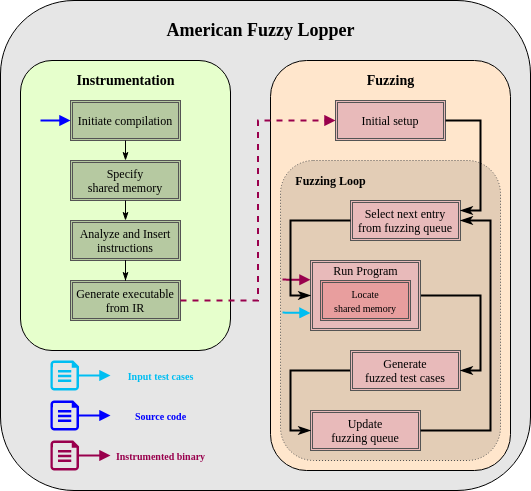 American Fuzzy Lopper
Instrumentation
Initiate compilation
Specify
shared memory
Analyze and Insert
instructions
Generate executable
from IR
Input test cases
Source code
Instrumented binary
Fuzzing
Initial setup
Fuzzing Loop
Select next entry
from fuzzing queue
Run Program
Locate
shared memory
Generate
fuzzed test cases
Update
fuzzing queue